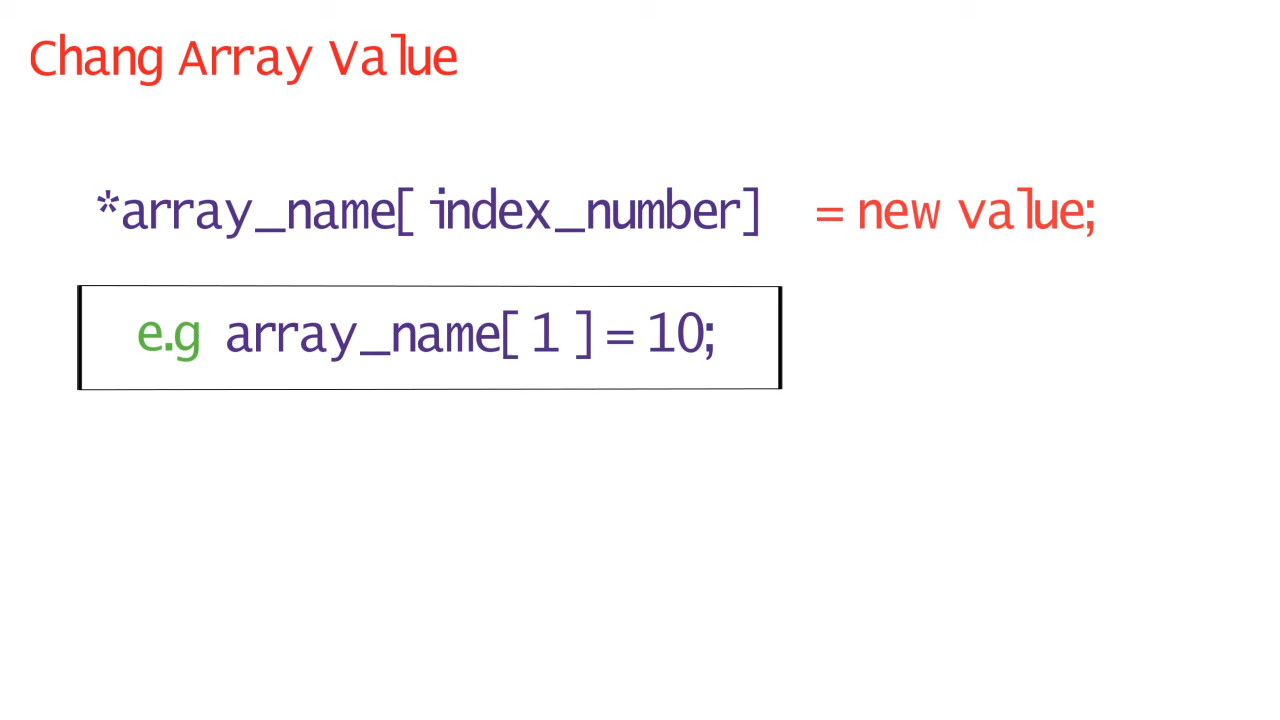 Chang Array Value
*array_name[ index_number] = new value;
e.g array_name[ 1 ] = 10;